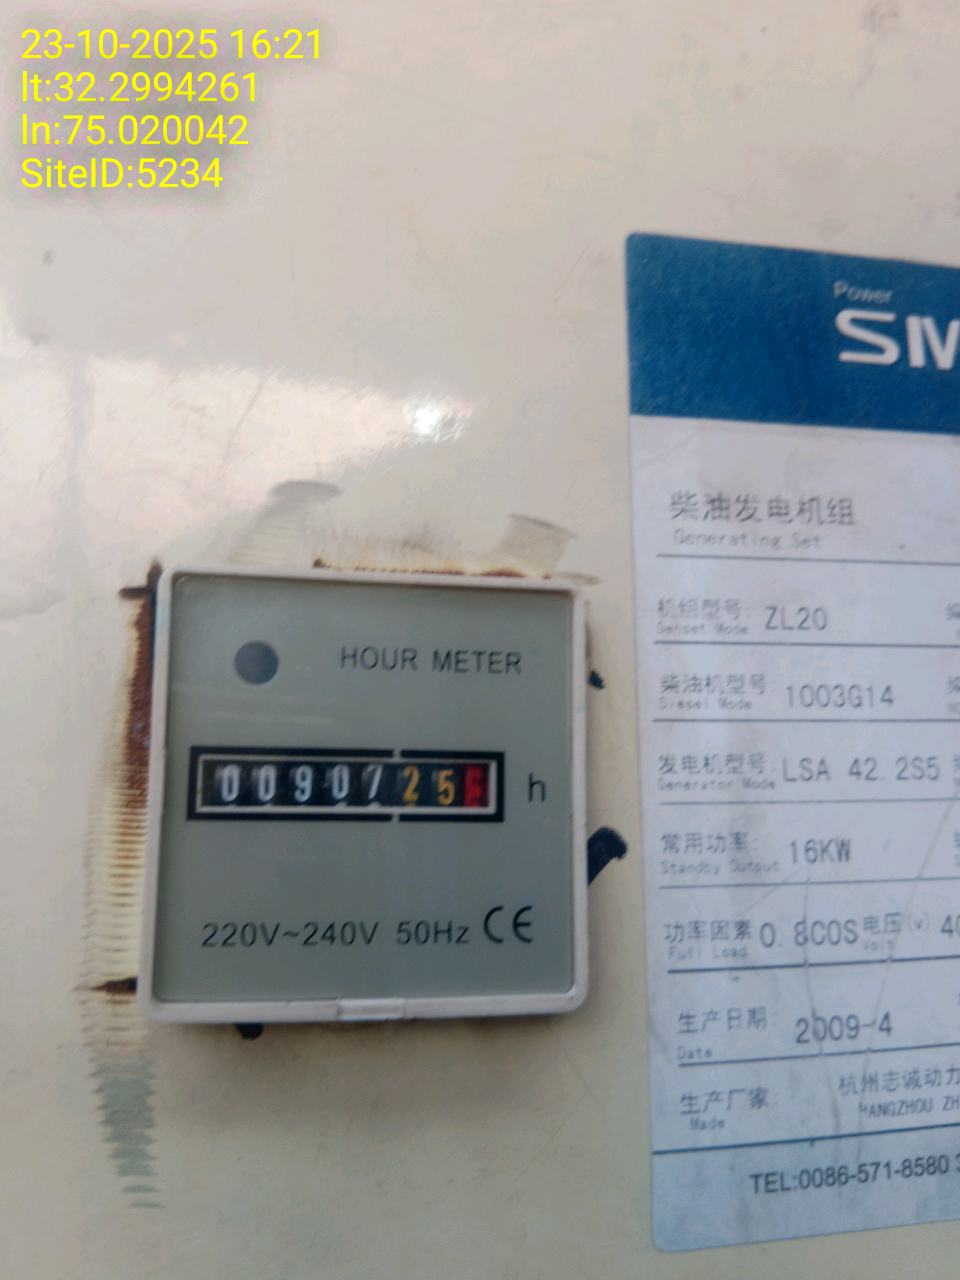 23-10-2025 16:21
lt:32.2994261
ln:75.020042
SiteID:5234
Power
SM
柴油发电机组
Generating Set
机组型号: ZL20
Genset Mode
柴油机型号: 1003G14
Diesel Mode
发电机型号: LSA 42.2S5
Generator Mode
常用功率: 16KW
Standby Output
功率因素 0.8COS 电压(v) 40
Full Load Volt
生产日期: 2009-4
Date
生产厂家: 杭州志诚动力
Made HANGZHOU ZH
TEL:0086-571-8580 3
HOUR METER
0090725 h
220V~240V 50Hz CE